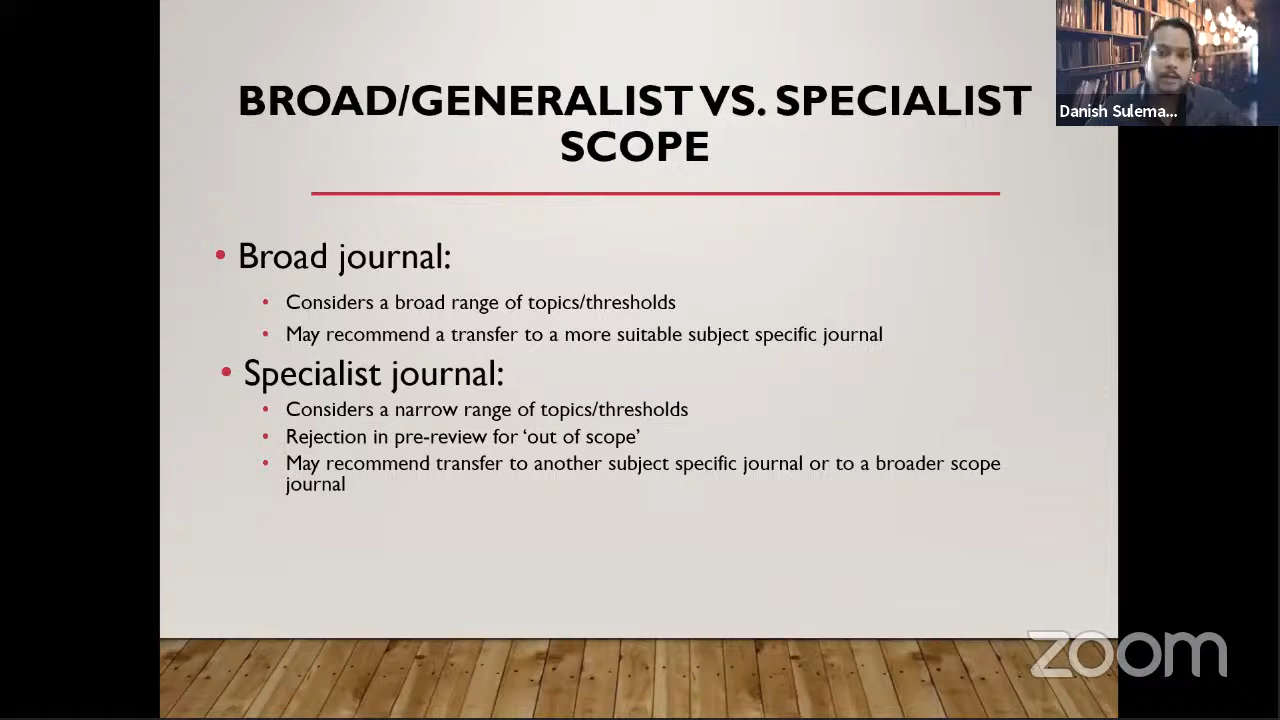 BROAD/GENERALIST VS. SPECIALIST
SCOPE
Danish Sulema...
• Broad journal:
• Considers a broad range of topics/thresholds
• May recommend a transfer to a more suitable subject specific journal
• Specialist journal:
• Considers a narrow range of topics/thresholds
• Rejection in pre-review for ‘out of scope’
• May recommend transfer to another subject specific journal or to a broader scope
journal
zoom